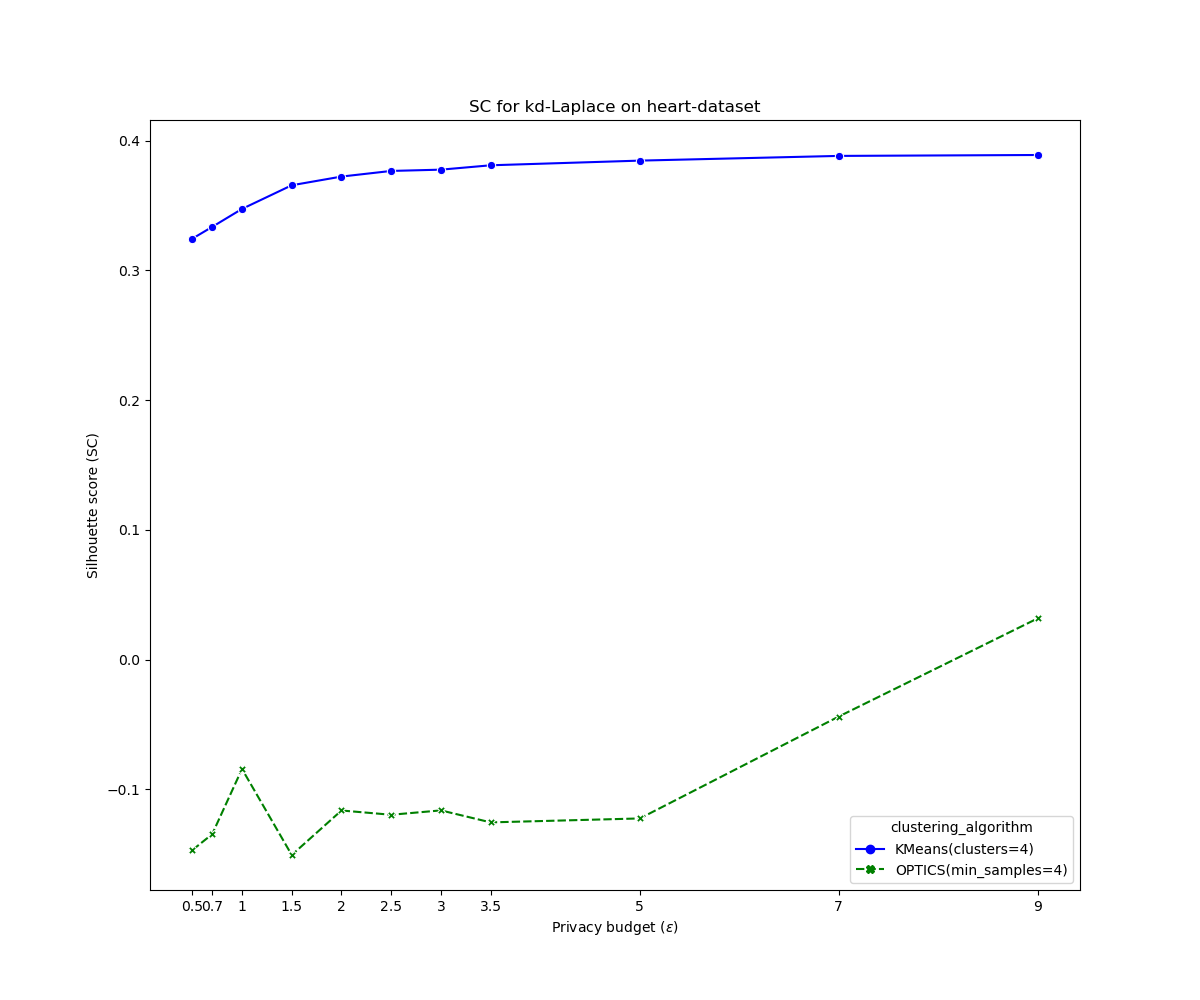 SC for kd-Laplace on heart-dataset
Silhouette score (SC)
0.4
0.3
0.2
0.1
0.0
−0.1
0.5 0.7 1 1.5 2 2.5 3 3.5 5 7 9
Privacy budget (ε)
clustering_algorithm
KMeans(clusters=4)
OPTICS(min_samples=4)